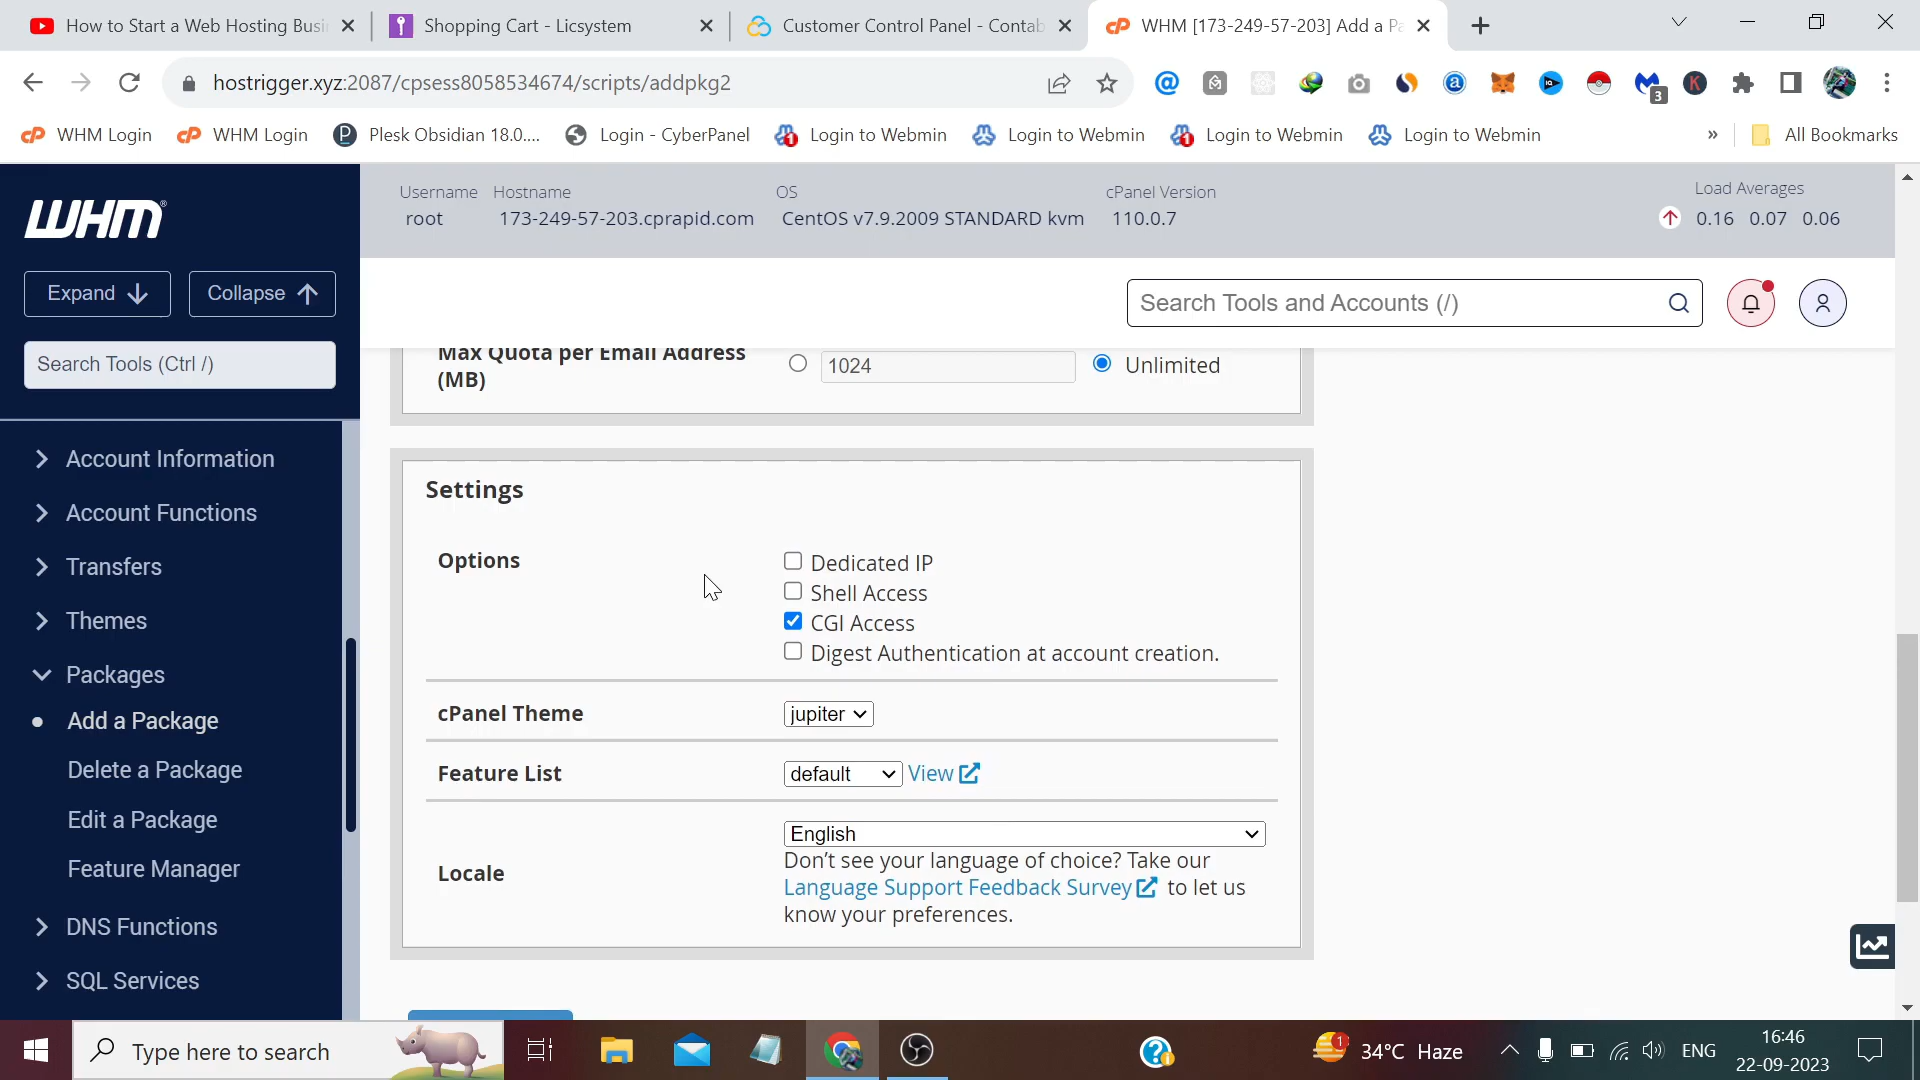 How to Start a Web Hosting Busi
Shopping Cart - Licsystem
Customer Control Panel - Contab
WHM [173-249-57-203] Add a Pa
hostrigger.xyz:2087/cpsess8058534674/scripts/addpkg2
3
WHM Login
WHM Login
Plesk Obsidian 18.0....
Login - CyberPanel
Login to Webmin
Login to Webmin
Login to Webmin
Login to Webmin
»
All Bookmarks
WHM®
Expand
Collapse
Search Tools (Ctrl /)
Username
Hostname
OS
cPanel Version
Load Averages
root
173-249-57-203.cprapid.com
CentOS v7.9.2009 STANDARD kvm
110.0.7
0.16 0.07 0.06
Search Tools and Accounts (/)
Account Information
Account Functions
Transfers
Themes
Packages
Add a Package
Delete a Package
Edit a Package
Feature Manager
DNS Functions
SQL Services
Max Quota per Email Address
(MB)
1024
Unlimited
Settings
Options
Dedicated IP
Shell Access
CGI Access
Digest Authentication at account creation.
cPanel Theme
jupiter
Feature List
default
View
Locale
English
Don't see your language of choice? Take our
Language Support Feedback Survey to let us
know your preferences.
Type here to search
1
34°C Haze
ENG
16:46
22-09-2023